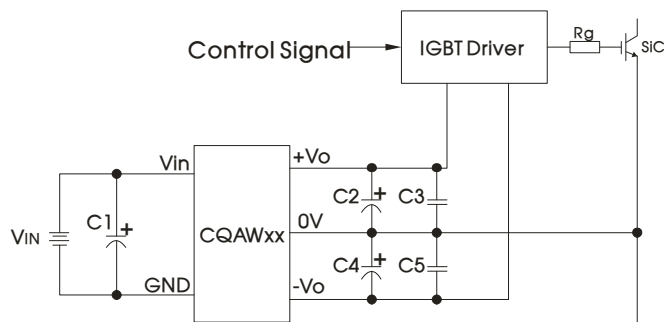 Control Signal
IGBT Driver
Rg
SiC
Vin
+Vo
C1
+
VIN
CQAWxx
0V
C2
+
C3
C4
+
C5
GND
-Vo